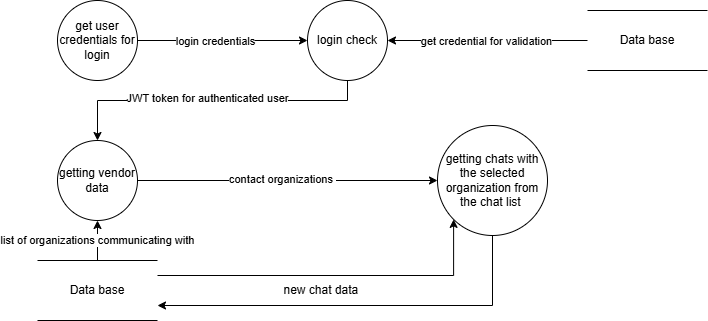 get user
credentials for
login
login credentials
login check
get credential for validation
Data base
JWT token for authenticated user
getting vendor
data
contact organizations
getting chats with
the selected
organization from
the chat list
list of organizations communicating with
Data base
new chat data